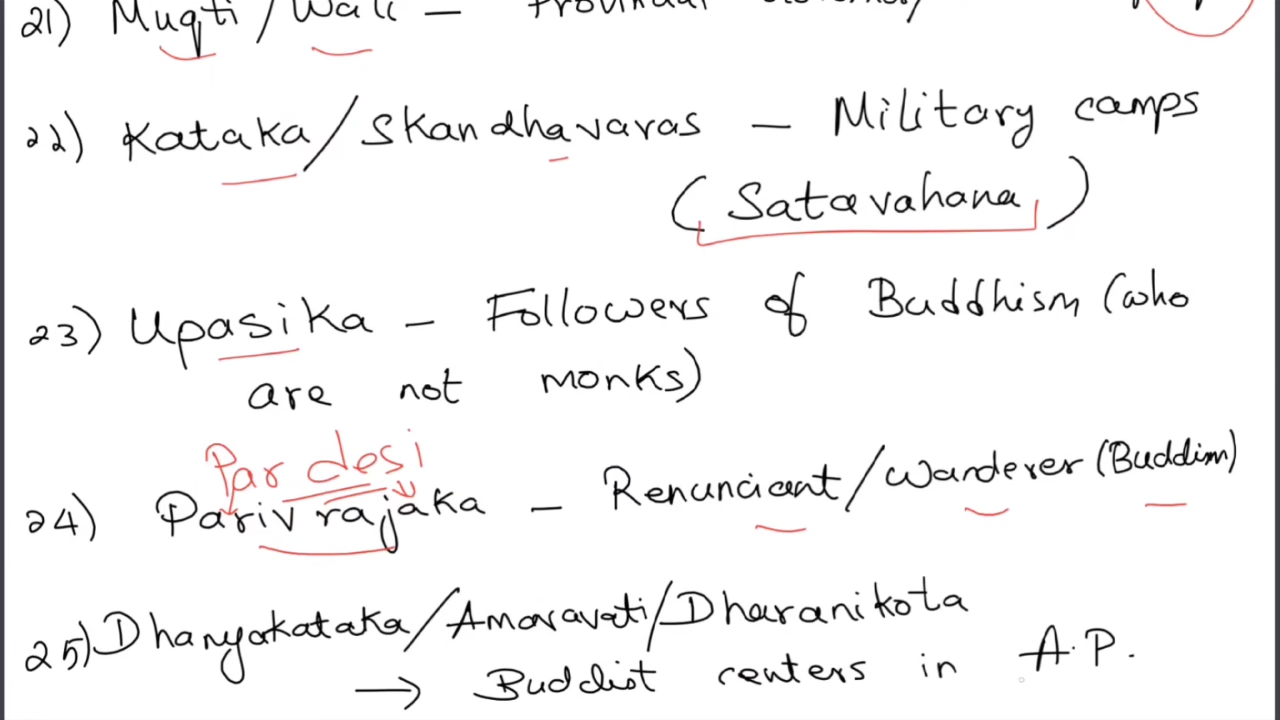 21) Muqti / Wali –
22) Kataka/Skandhavaras – Military camps
(Satavahana)
23) Upasika – Followers of Buddhism (who
are not monks)
Par desi
24) Parivrajaka – Renunciant/Wanderer (Buddism)
25) Dhanyakataka/Amaravati/Dharanikota
→ Buddist centers in A.P.